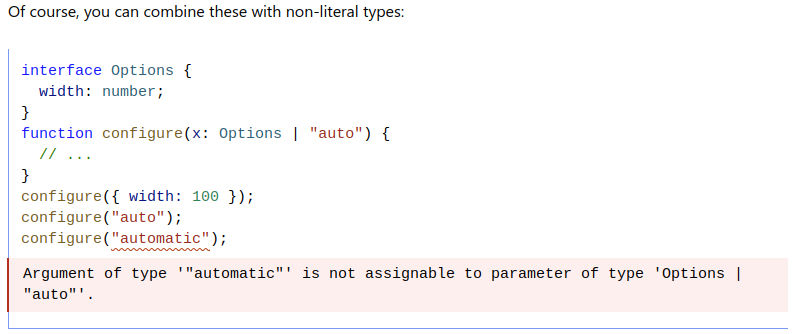 Of course, you can combine these with non-literal types:
interface Options {
  width: number;
}
function configure(x: Options | "auto") {
  // ...
}
configure({ width: 100 });
configure("auto");
configure("automatic");
Argument of type '"automatic"' is not assignable to parameter of type 'Options |
"auto"'.